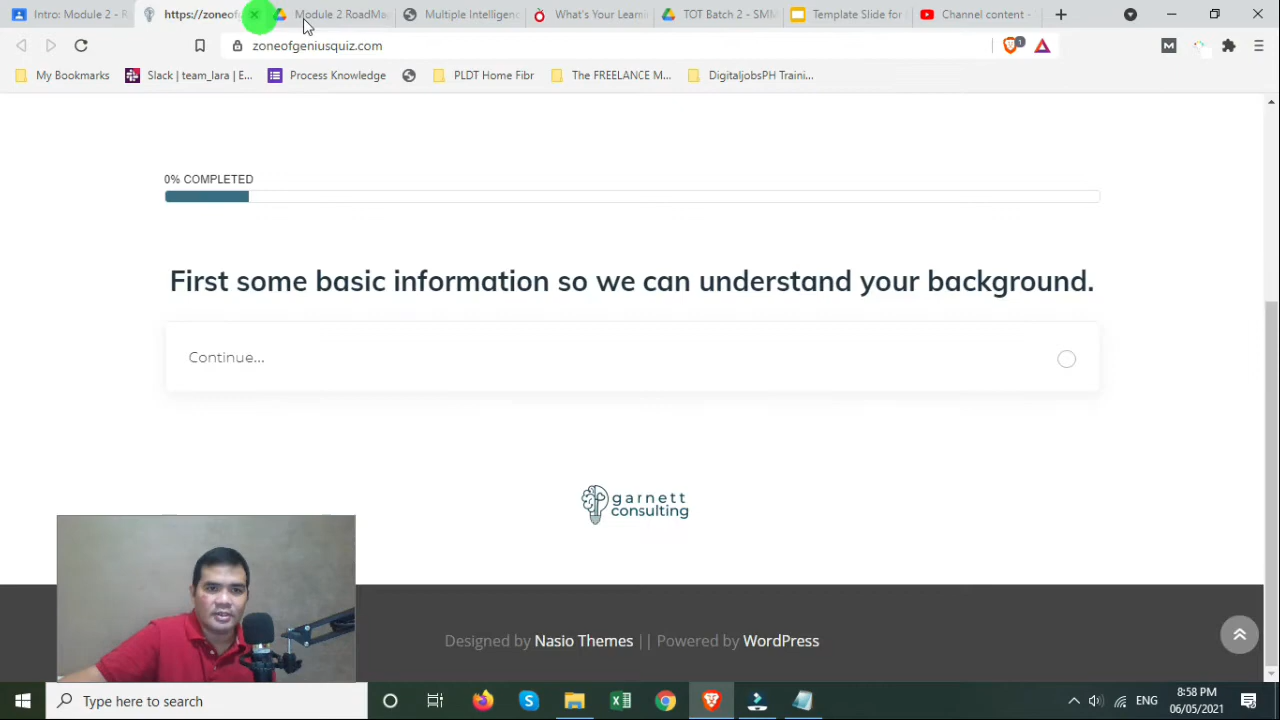 Intro: Module 2 - R
https://zoneofg
Module 2 RoadMa
Multiple Intelligenc
What's Your Learni
TOT Batch 2 - SMM
Template Slide for
Channel content -
zoneofgeniusquiz.com
1
M
My Bookmarks
Slack | team_lara | E...
Process Knowledge
PLDT Home Fibr
The FREELANCE M...
DigitaljobsPH Traini...
0% COMPLETED
First some basic information so we can understand your background.
Continue...
garnett
consulting
Designed by Nasio Themes || Powered by WordPress
Type here to search
ENG
8:58 PM
06/05/2021